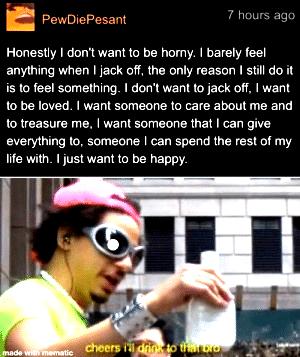 PewDiePesant
7 hours ago
Honestly I don't want to be horny. I barely feel
anything when I jack off, the only reason I still do it
is to feel something. I don't want to jack off, I want
to be loved. I want someone to care about me and
to treasure me, I want someone that I can give
everything to, someone I can spend the rest of my
life with. I just want to be happy.
cheers i'll drink to that bro
made with mematic